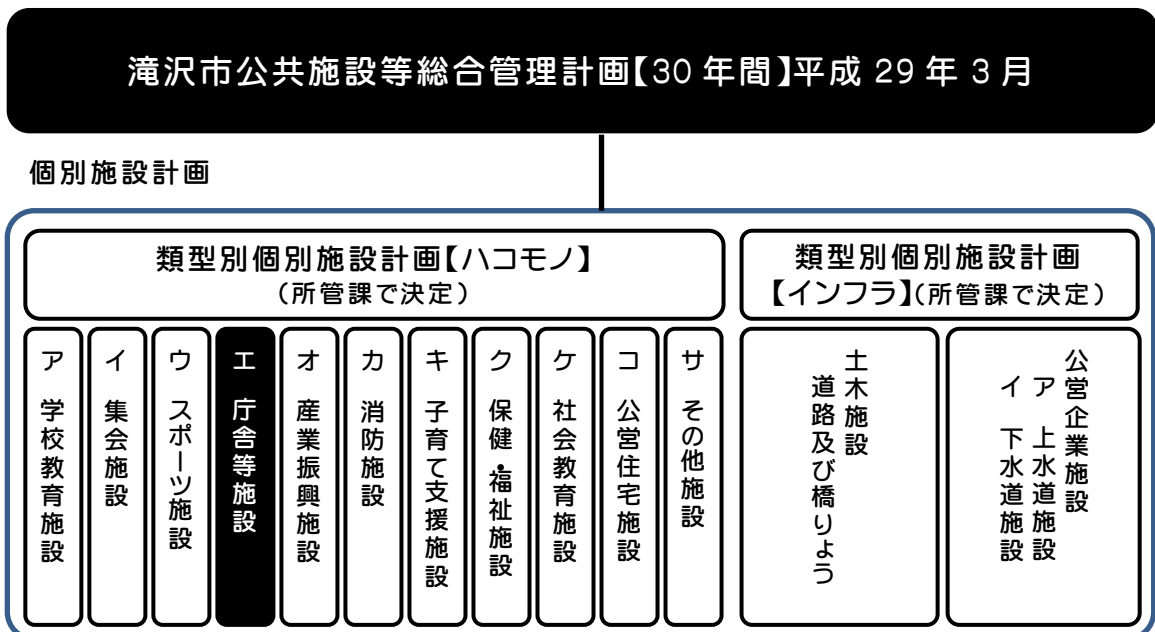 滝沢市公共施設等総合管理計画【30年間】平成29年3月
個別施設計画
類型別個別施設計画【ハコモノ】
（所管課で決定）
類型別個別施設計画
【インフラ】（所管課で決定）
ア 学校教育施設
イ 集会施設
ウ スポーツ施設
エ 庁舎等施設
オ 産業振興施設
カ 消防施設
キ 子育て支援施設
ク 保健・福祉施設
ケ 社会教育施設
コ 公営住宅施設
サ その他施設
土木施設
道路及び橋りょう
公営企業施設
ア 上水道施設
イ 下水道施設